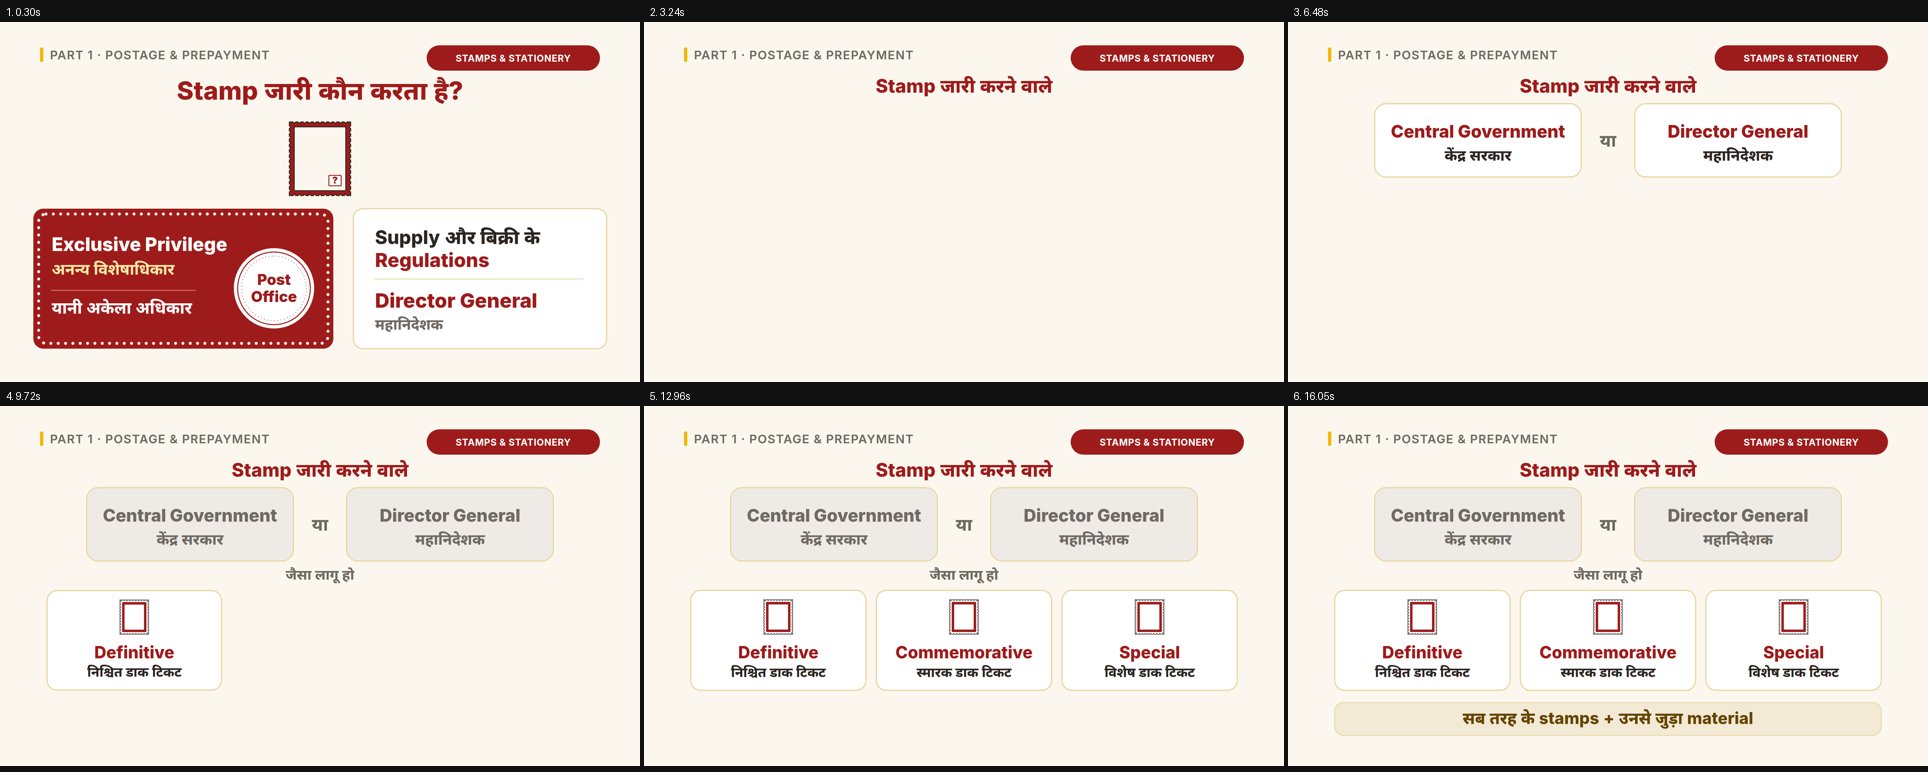 1. 0.30s
PART 1 · POSTAGE & PREPAYMENT
STAMPS & STATIONERY
Stamp जारी कौन करता है?
?
Exclusive Privilege
अनन्य विशेषाधिकार
यानी अकेला अधिकार
Post
Office
Supply और बिक्री के
Regulations
Director General
महानिदेशक
2. 3.24s
PART 1 · POSTAGE & PREPAYMENT
STAMPS & STATIONERY
Stamp जारी करने वाले
3. 6.48s
PART 1 · POSTAGE & PREPAYMENT
STAMPS & STATIONERY
Stamp जारी करने वाले
Central Government
केंद्र सरकार
या
Director General
महानिदेशक
4. 9.72s
PART 1 · POSTAGE & PREPAYMENT
STAMPS & STATIONERY
Stamp जारी करने वाले
Central Government
केंद्र सरकार
या
Director General
महानिदेशक
जैसा लागू हो
Definitive
निश्चित डाक टिकट
5. 12.96s
PART 1 · POSTAGE & PREPAYMENT
STAMPS & STATIONERY
Stamp जारी करने वाले
Central Government
केंद्र सरकार
या
Director General
महानिदेशक
जैसा लागू हो
Definitive
निश्चित डाक टिकट
Commemorative
स्मारक डाक टिकट
Special
विशेष डाक टिकट
6. 16.05s
PART 1 · POSTAGE & PREPAYMENT
STAMPS & STATIONERY
Stamp जारी करने वाले
Central Government
केंद्र सरकार
या
Director General
महानिदेशक
जैसा लागू हो
Definitive
निश्चित डाक टिकट
Commemorative
स्मारक डाक टिकट
Special
विशेष डाक टिकट
सब तरह के stamps + उनसे जुड़ा material